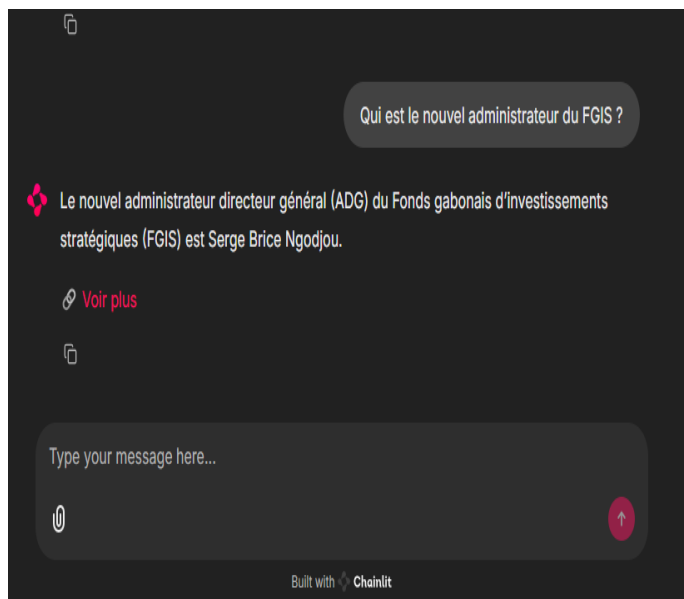 Qui est le nouvel administrateur du FGIS ?
Le nouvel administrateur directeur général (ADG) du Fonds gabonais d'investissements
stratégiques (FGIS) est Serge Brice Ngodjou.
Voir plus
Type your message here...
Built with Chainlit